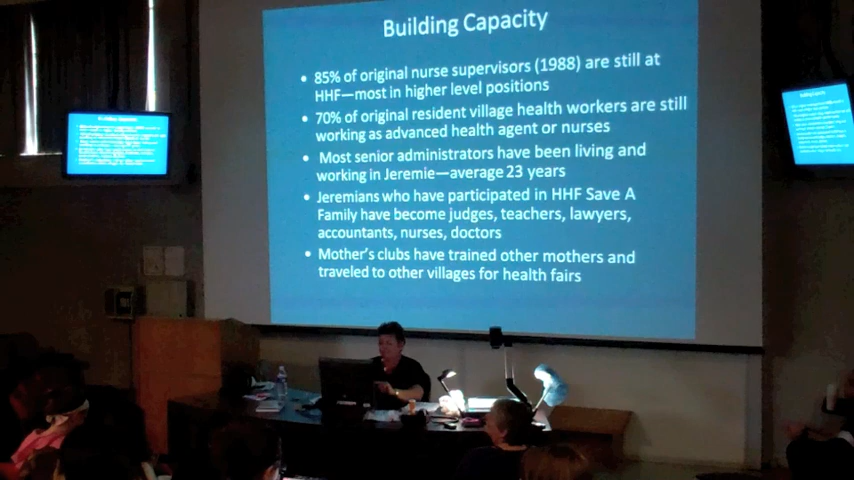 Building Capacity
• 85% of original nurse supervisors (1988) are still at
HHF—most in higher level positions
• 70% of original resident village health workers are still
working as advanced health agent or nurses
• Most senior administrators have been living and
working in Jeremie—average 23 years
• Jeremians who have participated in HHF Save A
Family have become judges, teachers, lawyers,
accountants, nurses, doctors
• Mother's clubs have trained other mothers and
traveled to other villages for health fairs